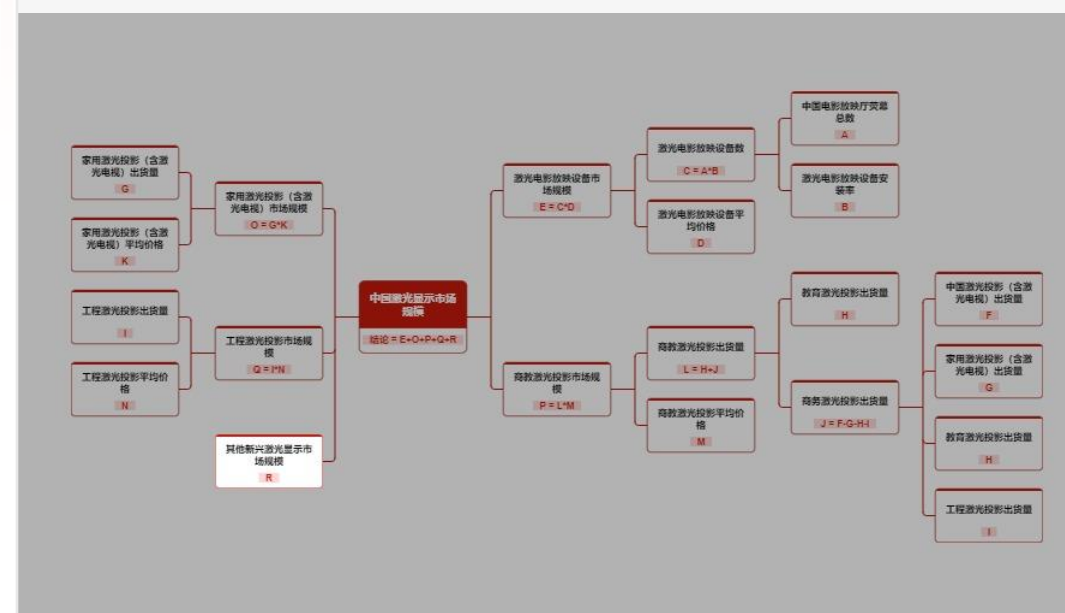 中国激光显示市场
规模
结论 = E+O+P+Q+R
家用激光投影（含激
光电视）出货量
G
家用激光投影（含激
光电视）平均价格
K
家用激光投影（含激
光电视）市场规模
O = G*K
工程激光投影出货量
I
工程激光投影平均价
格
N
工程激光投影市场规
模
Q = I*N
其他新兴激光显示市
场规模
R
激光电影放映设备市
场规模
E = C*D
激光电影放映设备数
C = A*B
中国电影放映厅荧幕
总数
A
激光电影放映设备安
装率
B
激光电影放映设备平
均价格
D
商教激光投影市场规
模
P = L*M
商教激光投影出货量
L = H+J
教育激光投影出货量
H
商务激光投影出货量
J = F-G-H-I
中国激光投影（含激
光电视）出货量
F
家用激光投影（含激
光电视）出货量
G
教育激光投影出货量
H
工程激光投影出货量
I
商教激光投影平均价
格
M